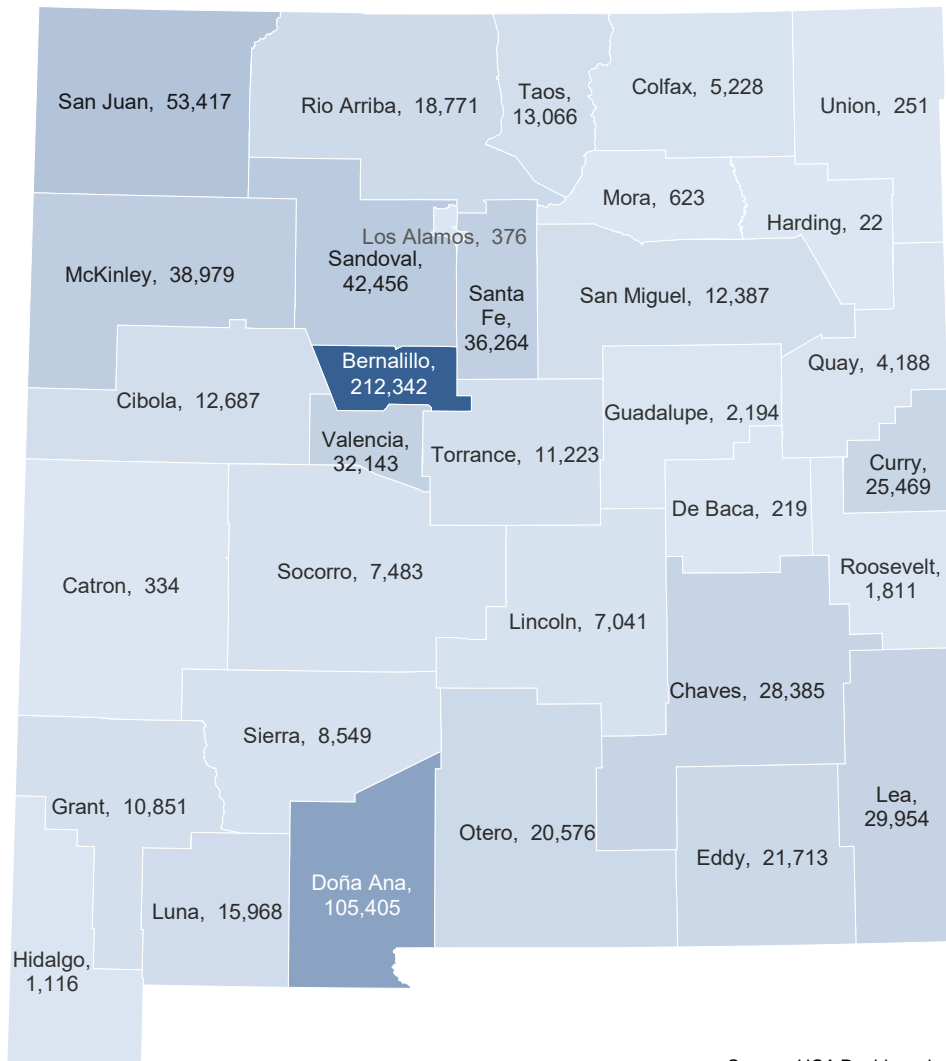 San Juan, 53,417
Rio Arriba, 18,771
Taos,
13,066
Colfax, 5,228
Union, 251
Mora, 623
Harding, 22
Los Alamos, 376
McKinley, 38,979
Sandoval,
42,456
Santa
Fe,
36,264
San Miguel, 12,387
Bernalillo,
212,342
Quay, 4,188
Cibola, 12,687
Guadalupe, 2,194
Valencia,
32,143
Torrance, 11,223
Curry,
25,469
De Baca, 219
Catron, 334
Socorro, 7,483
Roosevelt,
1,811
Lincoln, 7,041
Chaves, 28,385
Sierra, 8,549
Grant, 10,851
Lea,
29,954
Otero, 20,576
Eddy, 21,713
Doña Ana,
105,405
Luna, 15,968
Hidalgo,
1,116